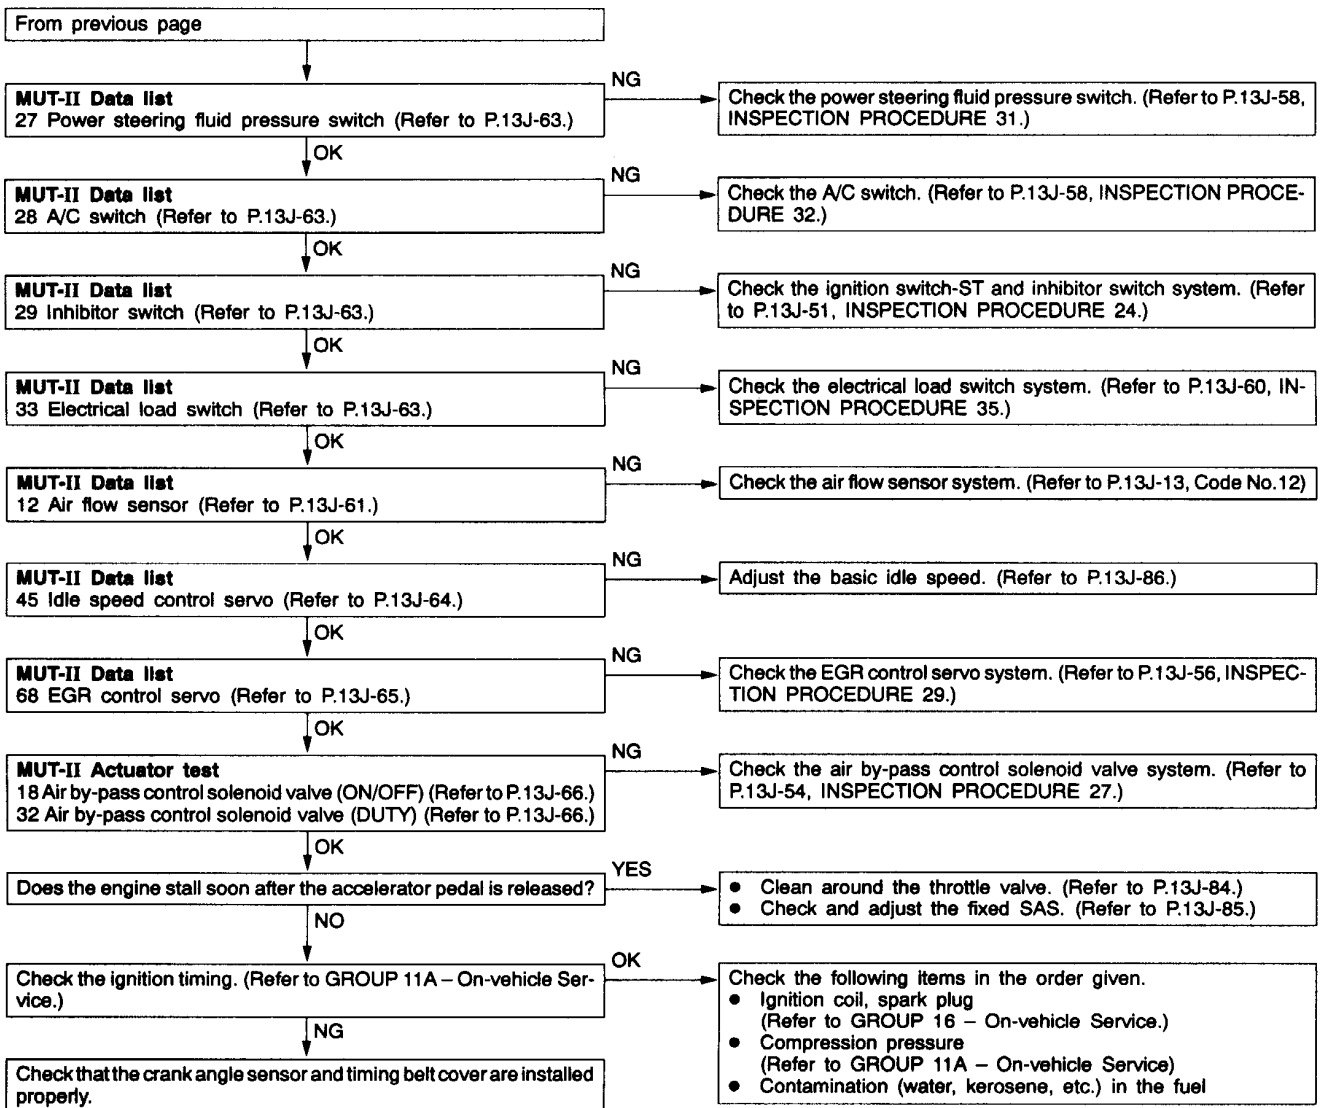 From previous page
NG
MUT-II Data list
27 Power steering fluid pressure switch (Refer to P.13J-63.)
Check the power steering fluid pressure switch. (Refer to P.13J-58,
INSPECTION PROCEDURE 31.)
OK
NG
MUT-II Data list
28 A/C switch (Refer to P.13J-63.)
Check the A/C switch. (Refer to P.13J-58, INSPECTION PROCE-
DURE 32.)
OK
NG
MUT-II Data list
29 Inhibitor switch (Refer to P.13J-63.)
Check the ignition switch-ST and inhibitor switch system. (Refer
to P.13J-51, INSPECTION PROCEDURE 24.)
OK
NG
MUT-II Data list
33 Electrical load switch (Refer to P.13J-63.)
Check the electrical load switch system. (Refer to P.13J-60, IN-
SPECTION PROCEDURE 35.)
OK
NG
MUT-II Data list
12 Air flow sensor (Refer to P.13J-61.)
Check the air flow sensor system. (Refer to P.13J-13, Code No.12)
OK
NG
MUT-II Data list
45 Idle speed control servo (Refer to P.13J-64.)
Adjust the basic idle speed. (Refer to P.13J-86.)
OK
NG
MUT-II Data list
68 EGR control servo (Refer to P.13J-65.)
Check the EGR control servo system. (Refer to P.13J-56, INSPEC-
TION PROCEDURE 29.)
OK
NG
MUT-II Actuator test
18 Air by-pass control solenoid valve (ON/OFF) (Refer to P.13J-66.)
32 Air by-pass control solenoid valve (DUTY) (Refer to P.13J-66.)
Check the air by-pass control solenoid valve system. (Refer to
P.13J-54, INSPECTION PROCEDURE 27.)
OK
YES
Does the engine stall soon after the accelerator pedal is released?
● Clean around the throttle valve. (Refer to P.13J-84.)
● Check and adjust the fixed SAS. (Refer to P.13J-85.)
NO
OK
Check the ignition timing. (Refer to GROUP 11A – On-vehicle Ser-
vice.)
Check the following items in the order given.
● Ignition coil, spark plug
(Refer to GROUP 16 – On-vehicle Service.)
● Compression pressure
(Refer to GROUP 11A – On-vehicle Service)
● Contamination (water, kerosene, etc.) in the fuel
NG
Check that the crank angle sensor and timing belt cover are installed
properly.